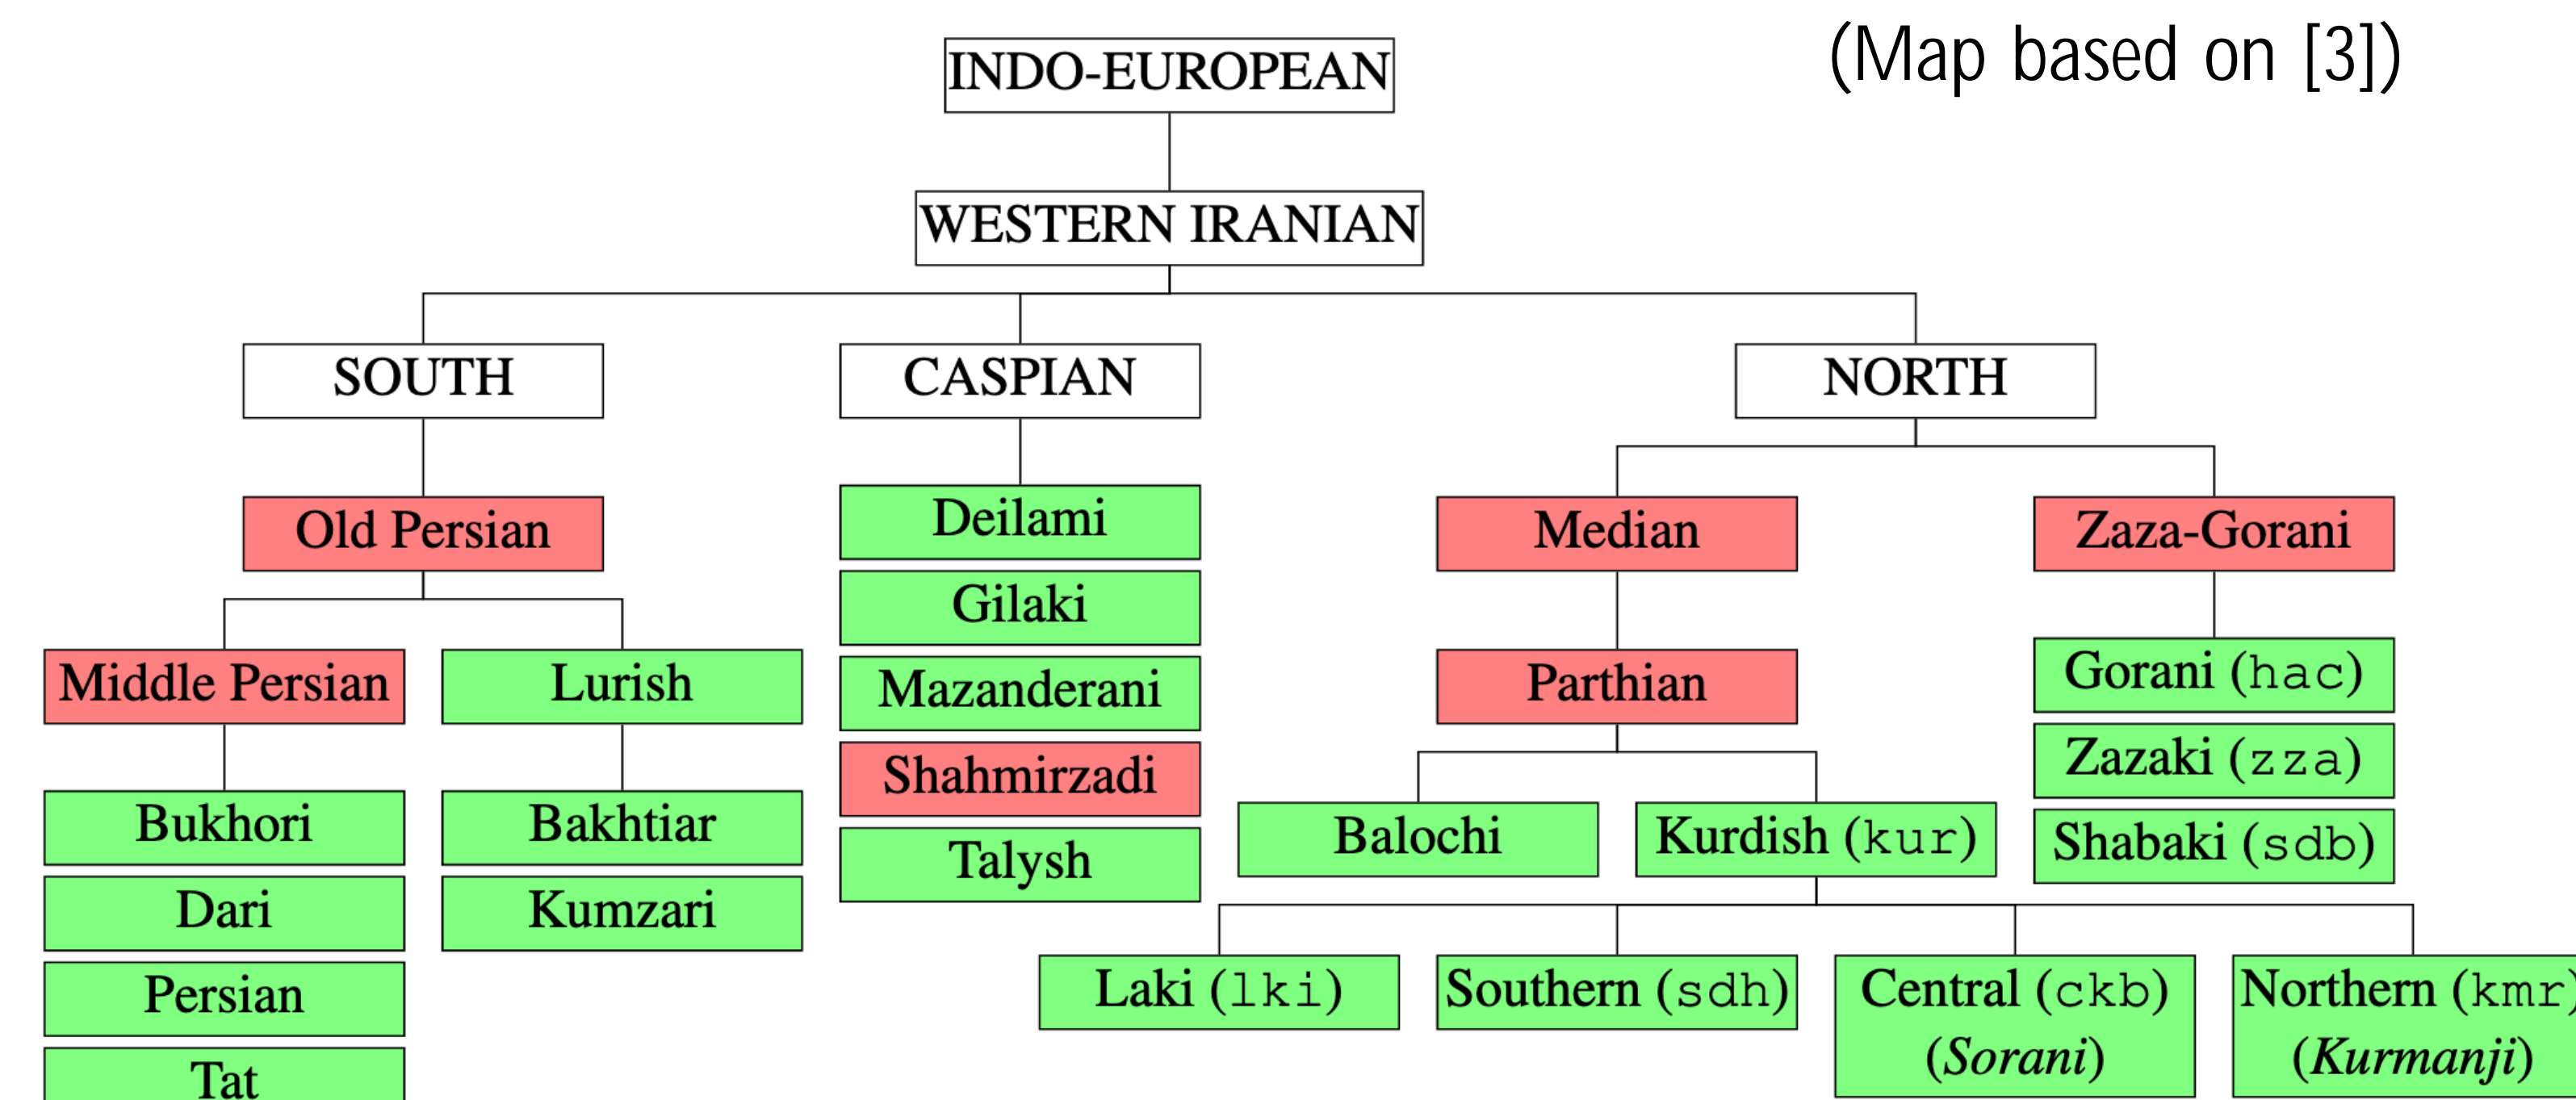 (Map based on [3])
INDO-EUROPEAN
WESTERN IRANIAN
SOUTH
CASPIAN
NORTH
Old Persian
Deilami
Median
Zaza-Gorani
Gilaki
Middle Persian
Lurish
Mazanderani
Parthian
Gorani (hac)
Shahmirzadi
Zazaki (zza)
Bukhori
Bakhtiar
Talysh
Balochi
Kurdish (kur)
Shabaki (sdb)
Dari
Kumzari
Persian
Laki (lki)
Southern (sdh)
Central (ckb)
(Sorani)
Northern (kmr)
(Kurmanji)
Tat